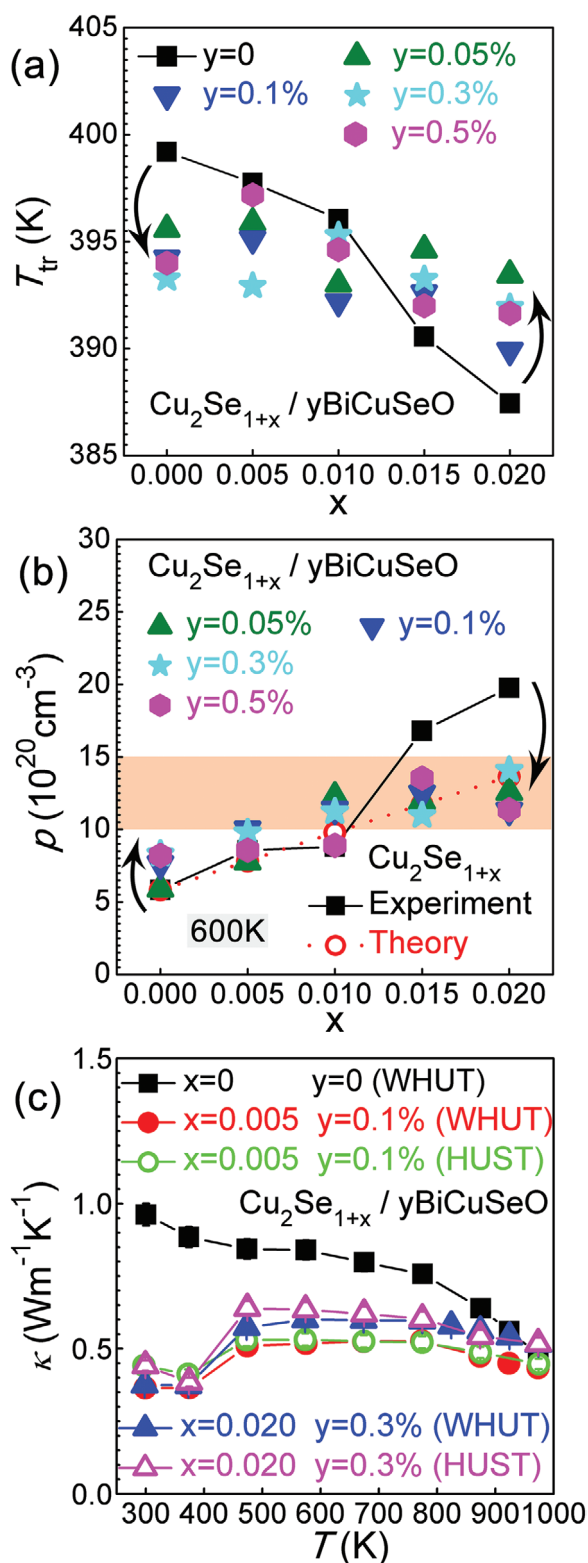 (a)
y=0
y=0.05%
y=0.1%
y=0.3%
y=0.5%
405
400
395
390
385
T_tr (K)
Cu₂Se₁₊ₓ / yBiCuSeO
0.000 0.005 0.010 0.015 0.020
x
(b)
Cu₂Se₁₊ₓ / yBiCuSeO
y=0.05%
y=0.1%
y=0.3%
y=0.5%
30
25
20
15
10
5
0
p (10²⁰cm⁻³)
Cu₂Se₁₊ₓ
Experiment
Theory
600K
0.000 0.005 0.010 0.015 0.020
x
(c)
x=0 y=0 (WHUT)
x=0.005 y=0.1% (WHUT)
x=0.005 y=0.1% (HUST)
Cu₂Se₁₊ₓ / yBiCuSeO
1.5
1.0
0.5
0.0
κ (Wm⁻¹K⁻¹)
x=0.020 y=0.3% (WHUT)
x=0.020 y=0.3% (HUST)
300 400 500 600 700 800 900 1000
T (K)